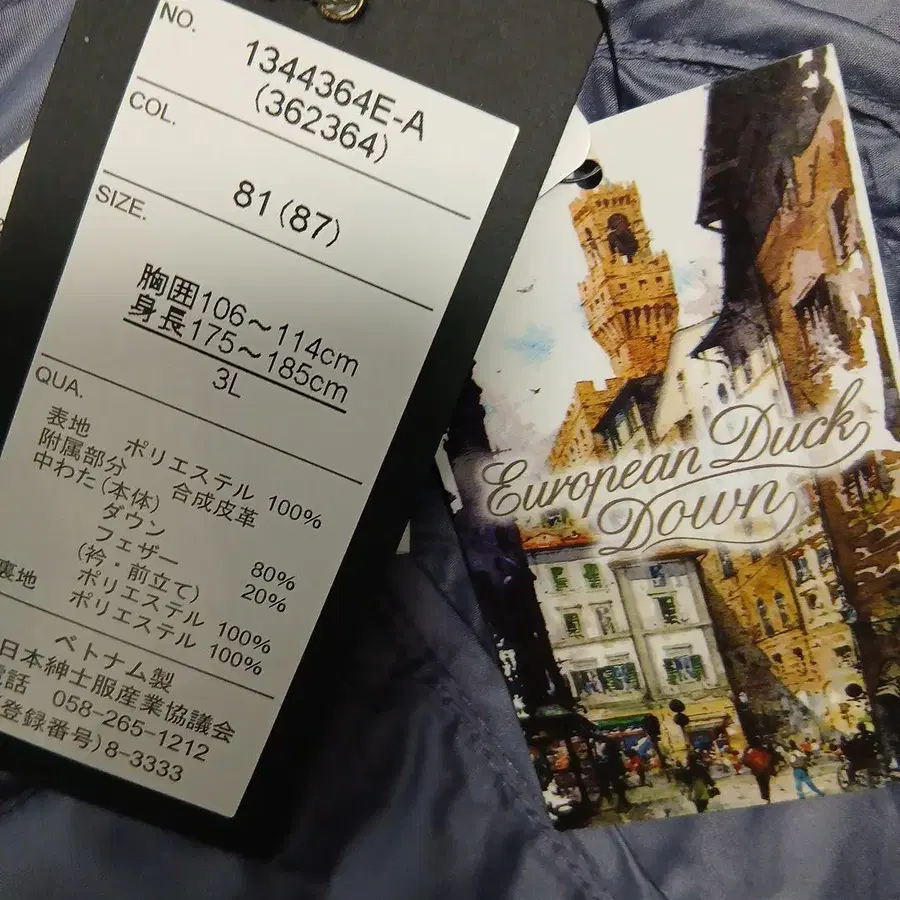 NO.
1344364E-A
(362364)
COL.
81(87)
SIZE.
胸囲106〜114cm
身長175〜185cm
3L
QUA.
表地 ポリエステル 100%
附属部分 合成皮革
中わた(本体)
ダウン 80%
フェザー 20%
(衿・前立て)
ポリエステル 100%
裏地 ポリエステル 100%
ベトナム製
日本紳士服産業協議会
電話 058-265-1212
(登録番号)8-3333
European Duck
Down